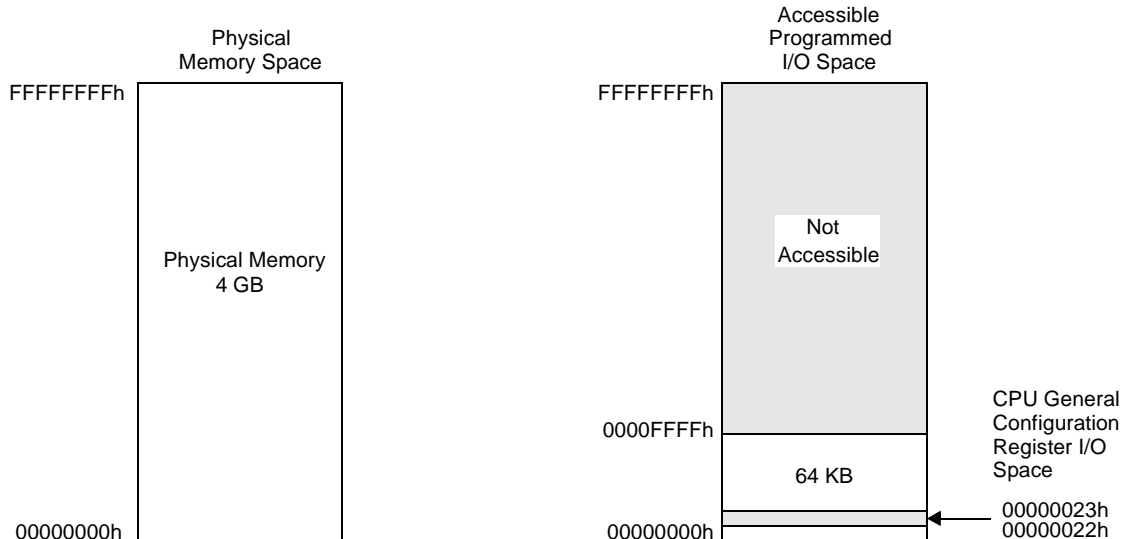 Physical
Memory Space
FFFFFFFFh
Physical Memory
4 GB
00000000h
Accessible
Programmed
I/O Space
FFFFFFFFh
Not
Accessible
0000FFFFh
64 KB
00000000h
CPU General
Configuration
Register I/O
Space
00000023h
00000022h